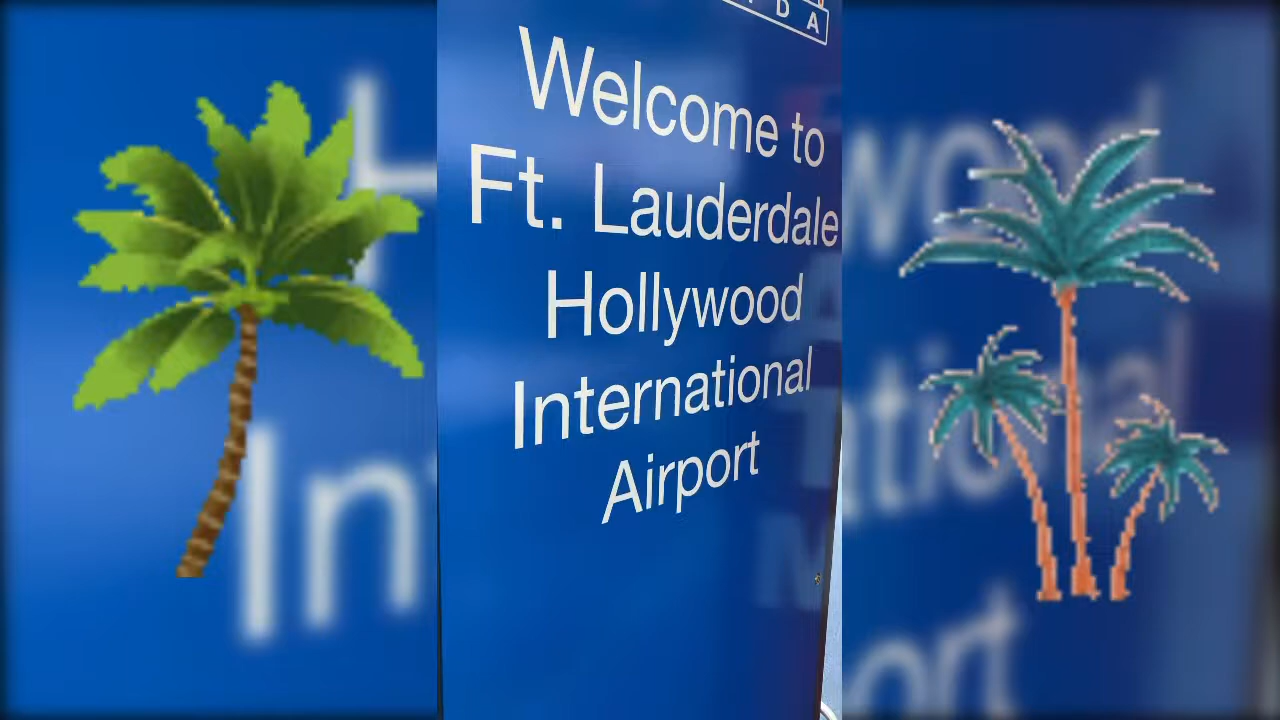 Welcome to
Ft. Lauderdale
Hollywood
International
Airport